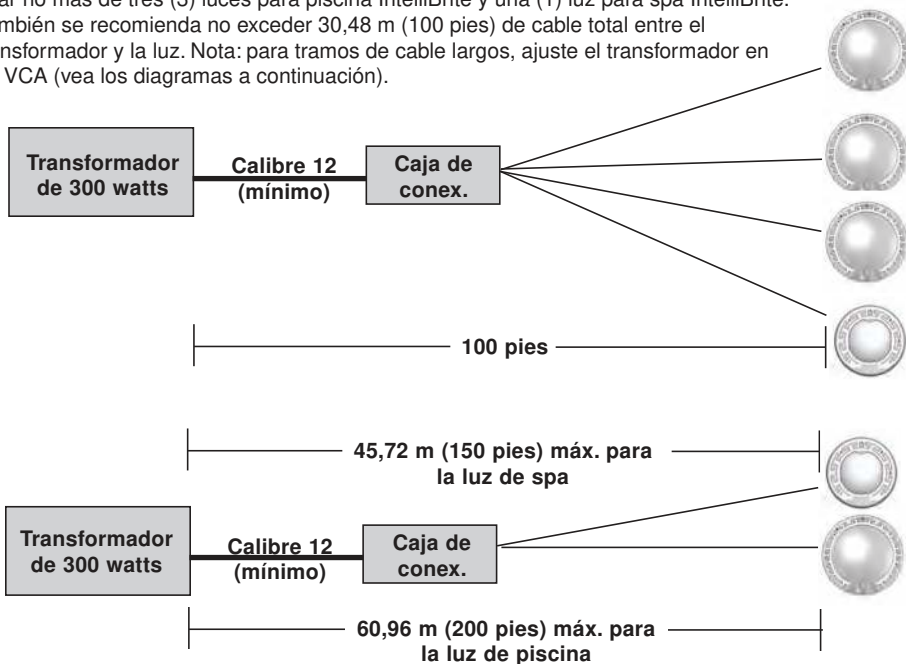 no más de tres (3) luces para piscina IntelliBrite y una (1) luz para spa IntelliBrite.
también se recomienda no exceder 30,48 m (100 pies) de cable total entre el
transformador y la luz. Nota: para tramos de cable largos, ajuste el transformador en
VCA (vea los diagramas a continuación).
Transformador
de 300 watts
Calibre 12
(mínimo)
Caja de
conex.
100 pies
45,72 m (150 pies) máx. para
la luz de spa
Transformador
de 300 watts
Calibre 12
(mínimo)
Caja de
conex.
60,96 m (200 pies) máx. para
la luz de piscina